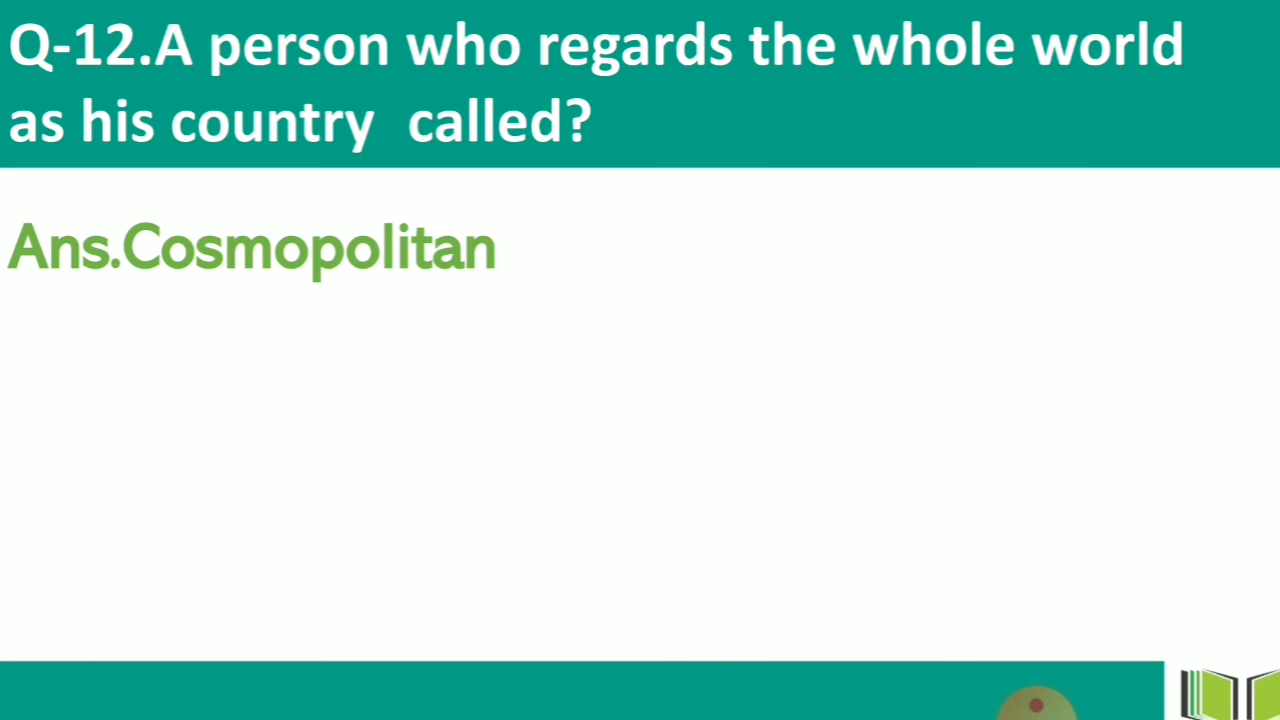 Q-12.A person who regards the whole world
as his country  called?
Ans.Cosmopolitan